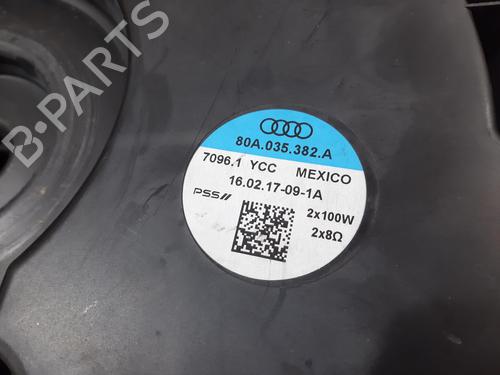 80A.035.382.A
7096.1 YCC MEXICO
16.02.17-09-1A
PSS//
2x100W
2x8Ω
B-PARTS